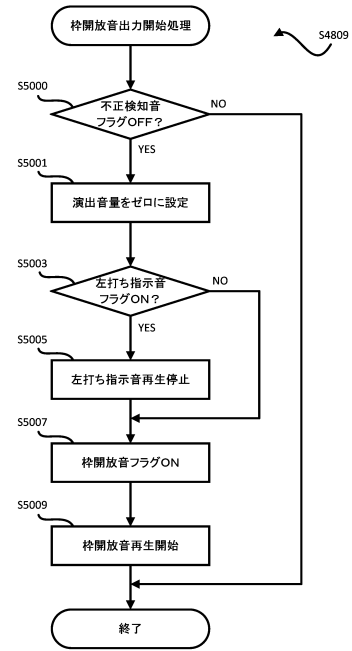 枠開放音出力開始処理
S4809
S5000
不正検知音
フラグOFF？
NO
YES
S5001
演出音量をゼロに設定
S5003
左打ち指示音
フラグON？
NO
YES
S5005
左打ち指示音再生停止
S5007
枠開放音フラグON
S5009
枠開放音再生開始
終了